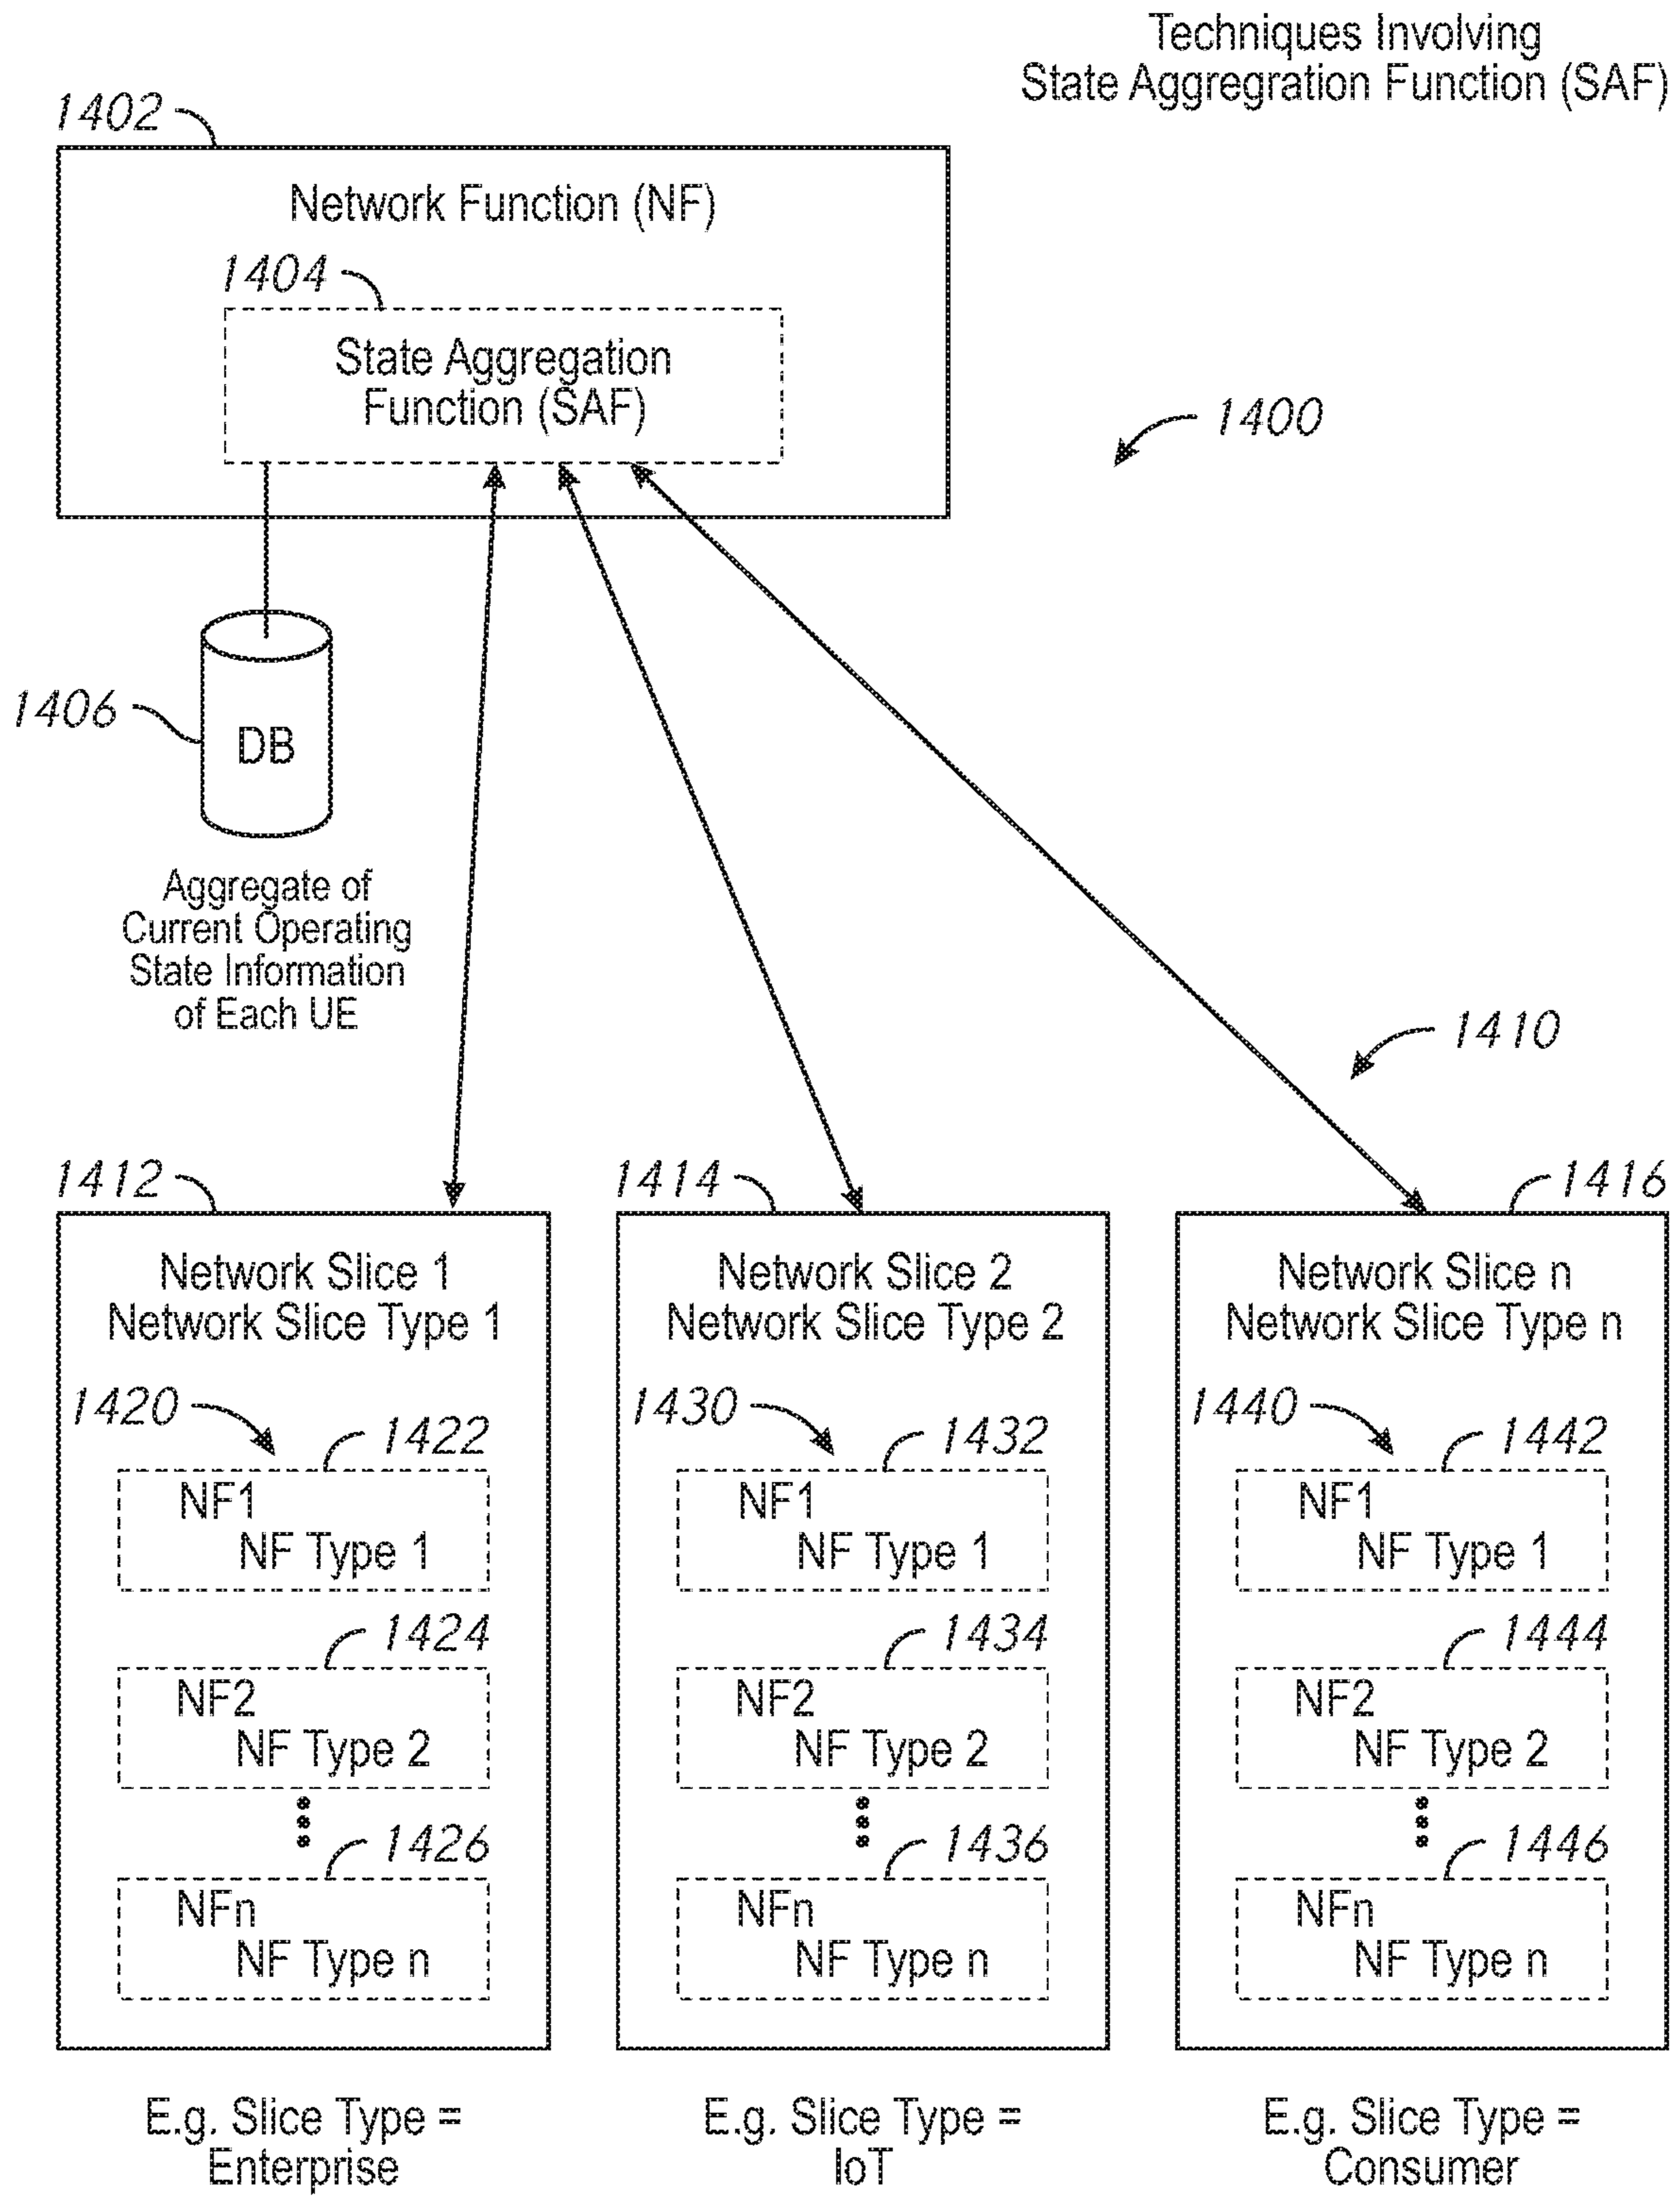 Techniques Involving
State Aggregration Function (SAF)
1402
Network Function (NF)
1404
State Aggregation
Function (SAF)
1400
1406
DB
Aggregate of
Current Operating
State Information
of Each UE
1410
1412
1414
1416
Network Slice 1
Network Slice Type 1
Network Slice 2
Network Slice Type 2
Network Slice n
Network Slice Type n
1420
1422
NF1
NF Type 1
1424
NF2
NF Type 2
1426
NFn
NF Type n
1430
1432
NF1
NF Type 1
1434
NF2
NF Type 2
1436
NFn
NF Type n
1440
1442
NF1
NF Type 1
1444
NF2
NF Type 2
1446
NFn
NF Type n
E.g. Slice Type =
Enterprise
E.g. Slice Type =
IoT
E.g. Slice Type =
Consumer